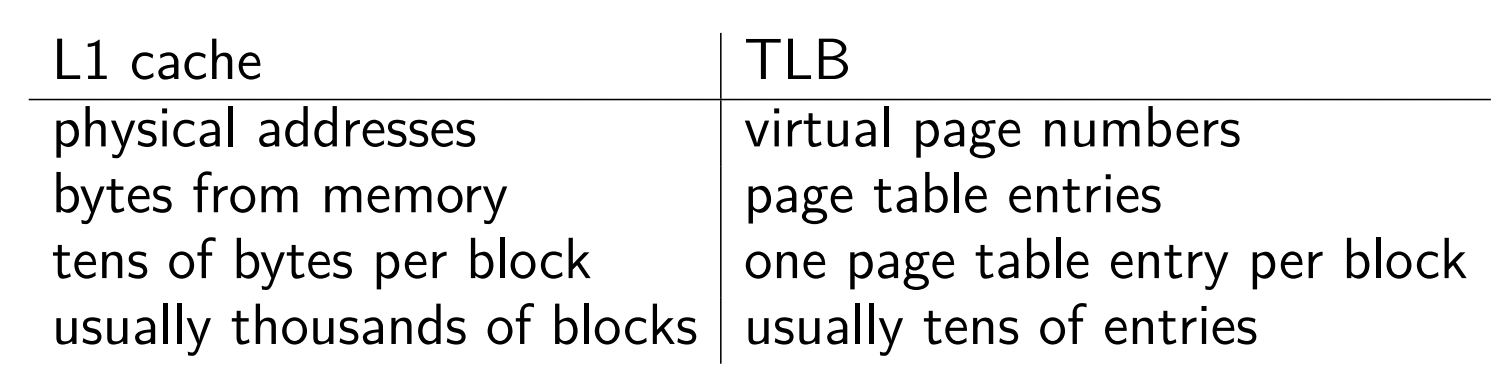 L1 cache TLB
physical addresses virtual page numbers
bytes from memory page table entries
tens of bytes per block one page table entry per block
usually thousands of blocks usually tens of entries